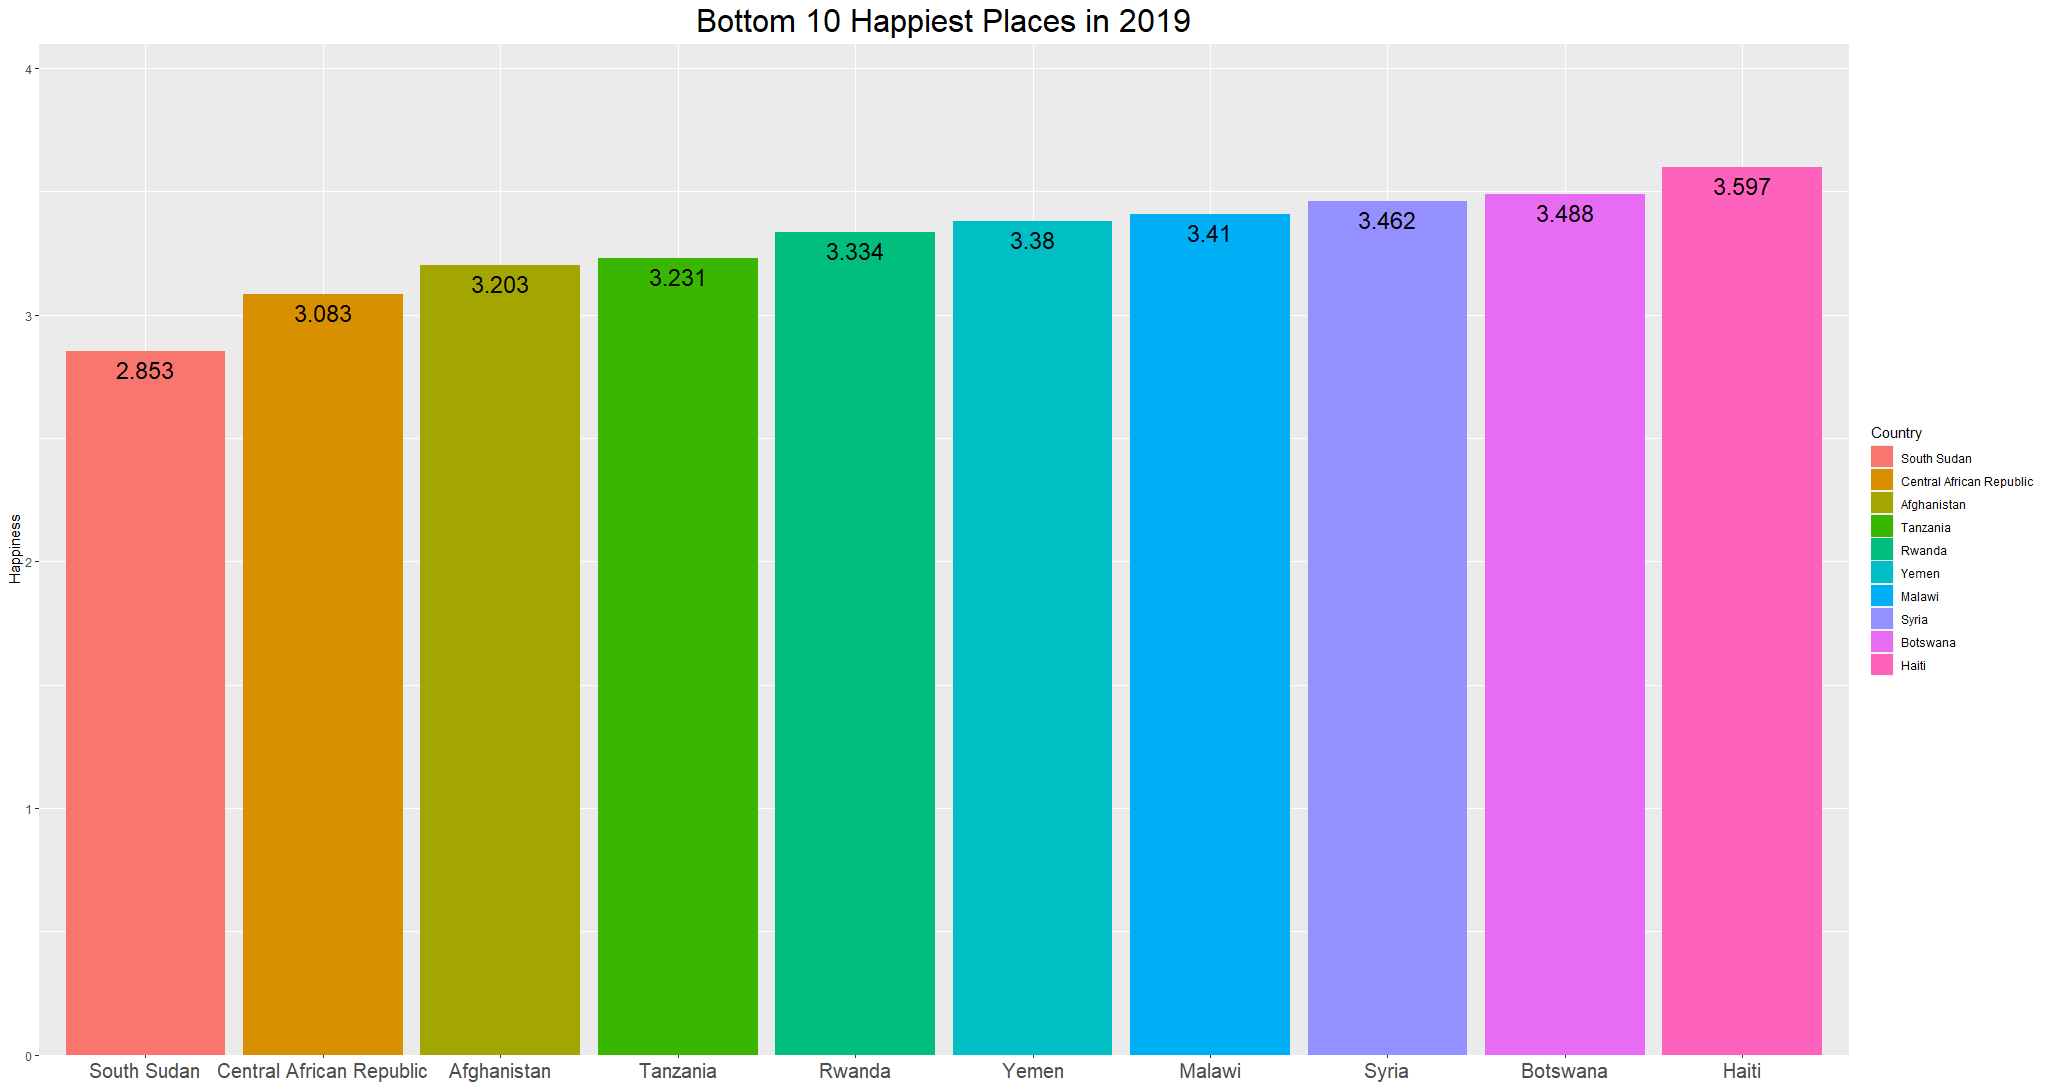 Bottom 10 Happiest Places in 2019
Happiness
4
3
2
1
0
2.853
3.083
3.203
3.231
3.334
3.38
3.41
3.462
3.488
3.597
South Sudan
Central African Republic
Afghanistan
Tanzania
Rwanda
Yemen
Malawi
Syria
Botswana
Haiti
Country
South Sudan
Central African Republic
Afghanistan
Tanzania
Rwanda
Yemen
Malawi
Syria
Botswana
Haiti